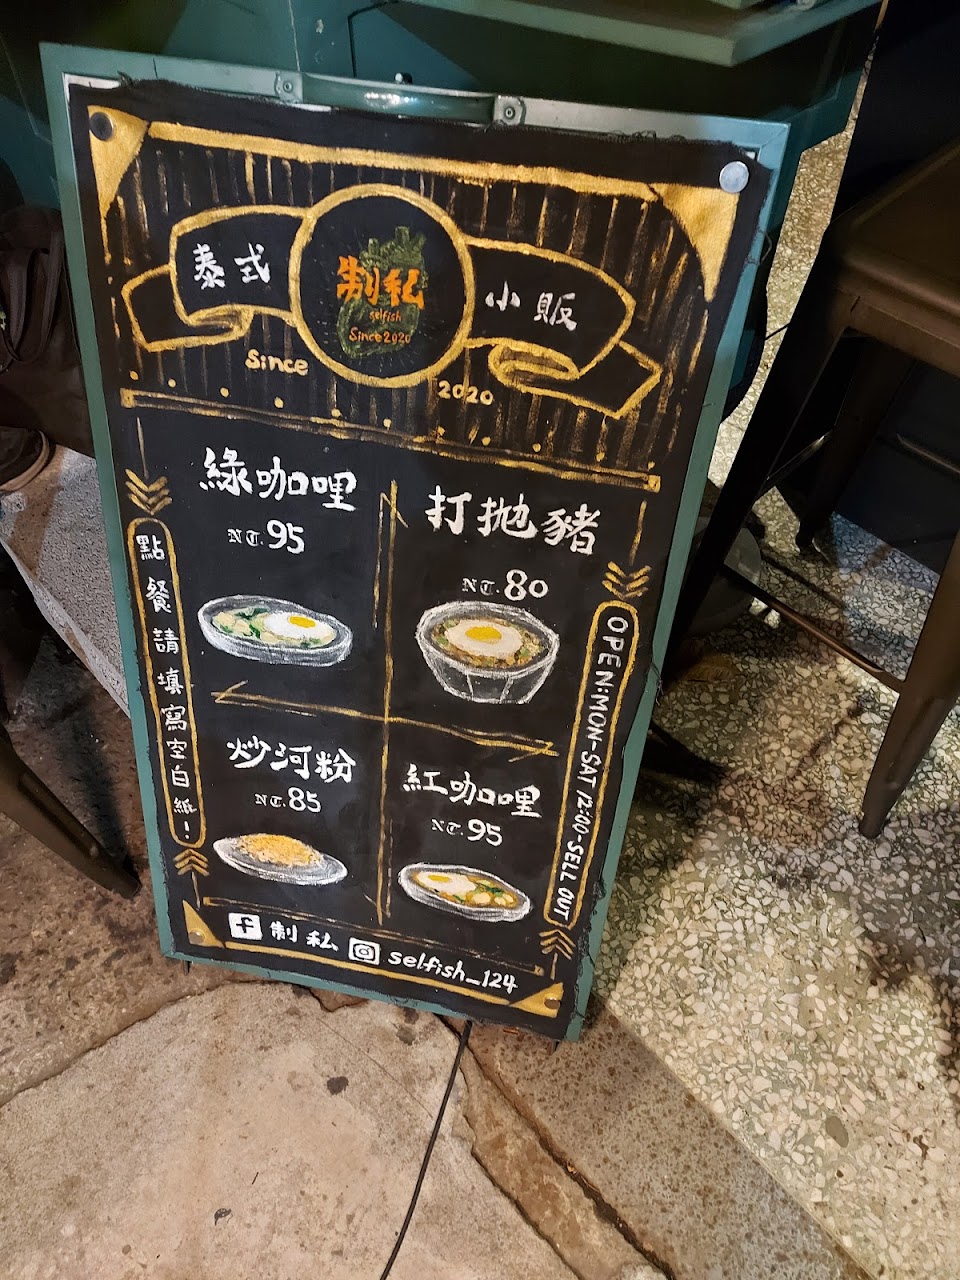 泰式
制私
selfish
Since2020
小販
Since
2020
綠咖哩
NT.95
打拋豬
NT.80
炒河粉
NT.85
紅咖哩
NT.95
點餐請填寫空白紙!
OPEN:MON-SAT 12:00-SELL OUT
f 制私
selfish_124